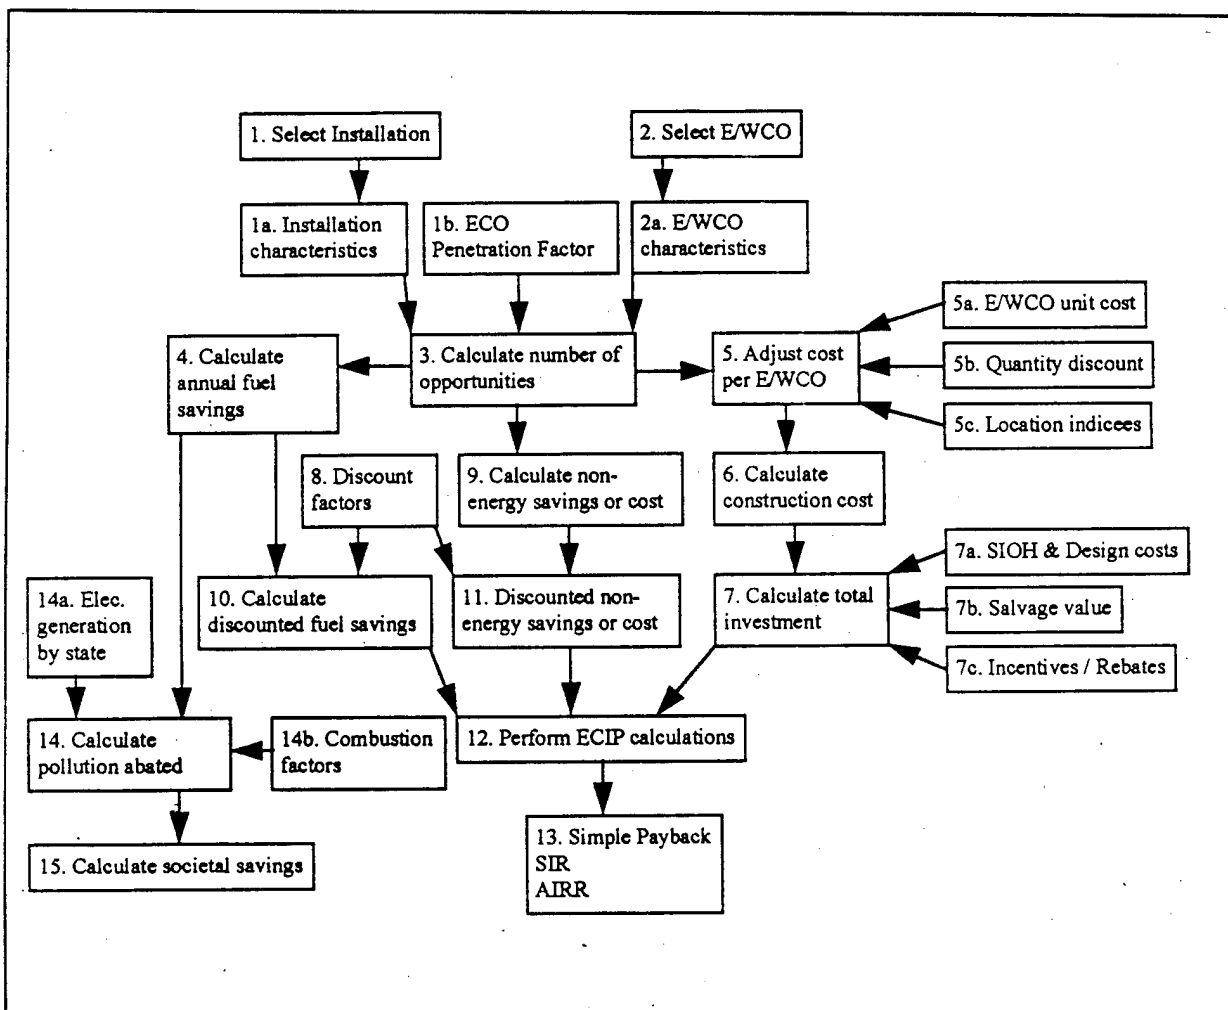 1. Select Installation
2. Select E/WCO
1a. Installation
characteristics
1b. ECO
Penetration Factor
2a. E/WCO
characteristics
5a. E/WCO unit cost
4. Calculate
annual fuel
savings
3. Calculate number of
opportunities
5. Adjust cost
per E/WCO
5b. Quantity discount
5c. Location indicees
8. Discount
factors
9. Calculate non-
energy savings or cost
6. Calculate
construction cost
7a. SIOH & Design costs
14a. Elec.
generation
by state
10. Calculate
discounted fuel savings
11. Discounted non-
energy savings or cost
7. Calculate total
investment
7b. Salvage value
7c. Incentives / Rebates
14. Calculate
pollution abated
14b. Combustion
factors
12. Perform ECIP calculations
13. Simple Payback
SIR
AIRR
15. Calculate societal savings